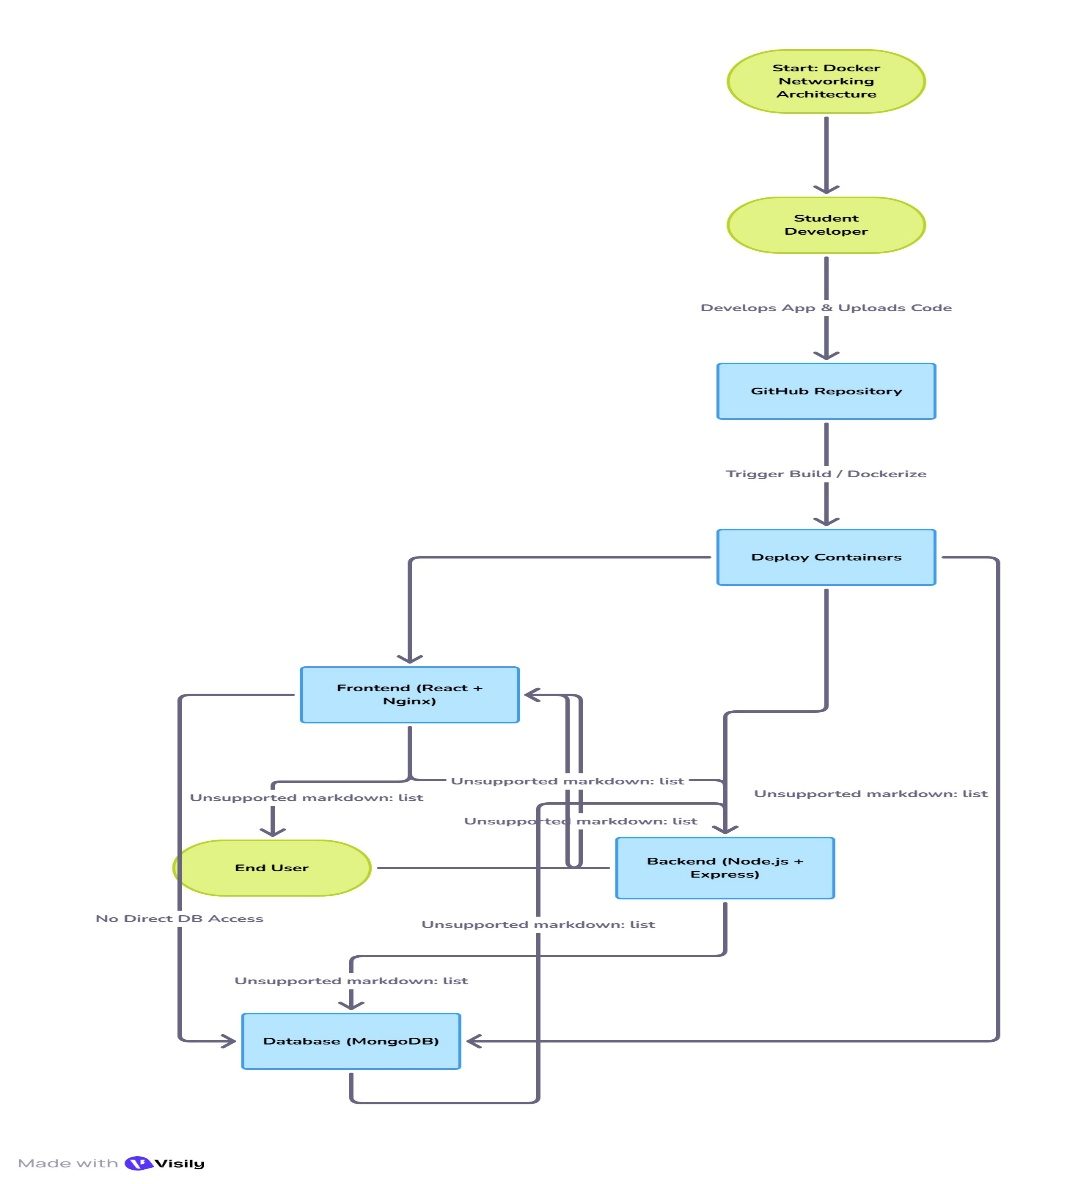 Start: Docker
Networking
Architecture
Student
Developer
Develops App & Uploads Code
GitHub Repository
Trigger Build / Dockerize
Deploy Containers
Frontend (React +
Nginx)
Unsupported markdown: list
Unsupported markdown: list
Unsupported markdown: list
Unsupported markdown: list
Backend (Node.js +
Express)
End User
No Direct DB Access
Unsupported markdown: list
Unsupported markdown: list
Database (MongoDB)
Made with Visily